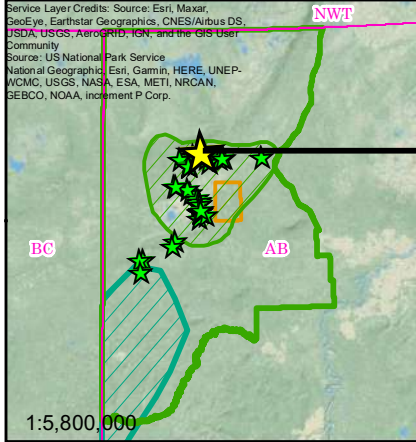 Service Layer Credits: Source: Esri, Maxar,
GeoEye, Earthstar Geographics, CNES/Airbus DS,
USDA, USGS, AeroGRID, IGN, and the GIS User
Community
Source: US National Park Service
National Geographic, Esri, Garmin, HERE, UNEP-
WCMC, USGS, NASA, ESA, METI, NRCAN,
GEBCO, NOAA, increment P Corp.
NWT
BC
AB
1:5,800,000